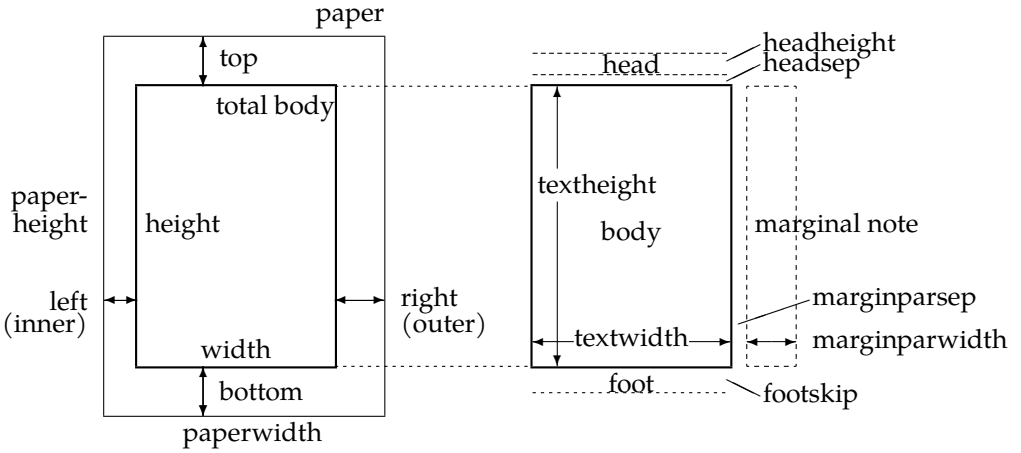 paper
top
total body
paper-
height
height
left
(inner)
right
(outer)
width
bottom
paperwidth
headheight
head
headsep
textheight
body
marginal note
marginparsep
textwidth
marginparwidth
foot
footskip